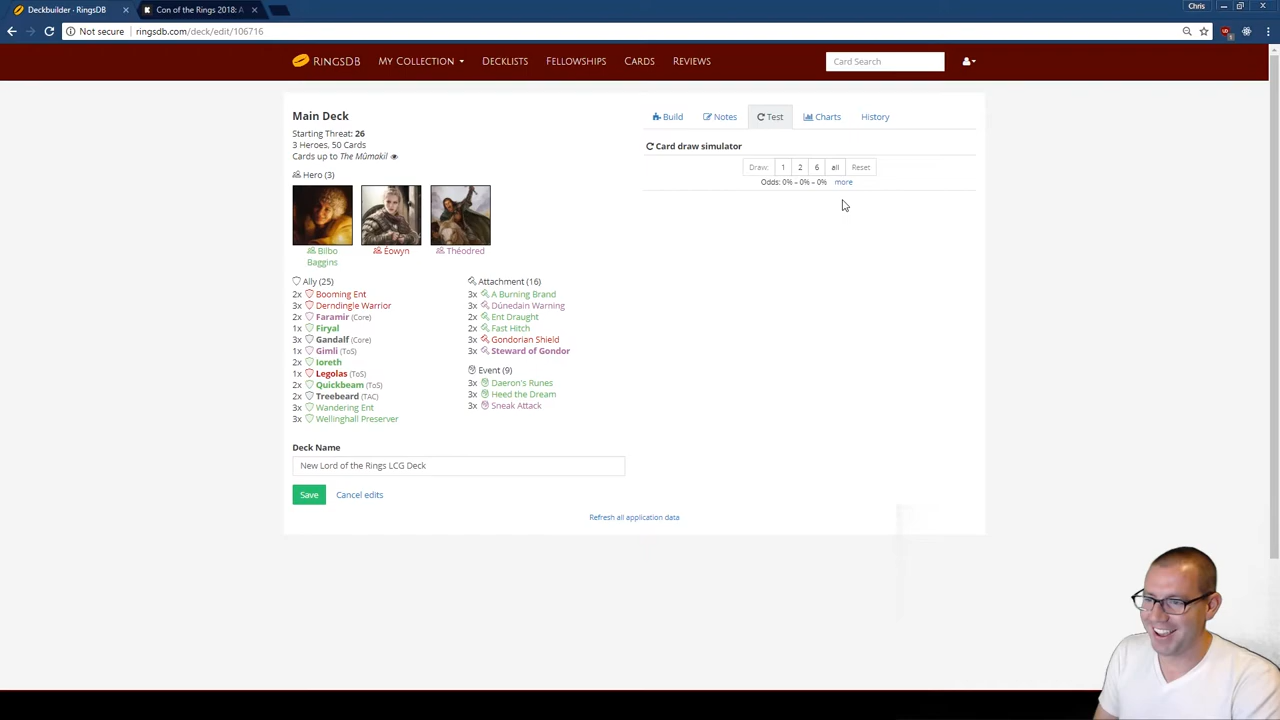 Deckbuilder · RingsDB
Con of the Rings 2018: A
Chris
Not secure ringsdb.com/deck/edit/106716
RingsDB
My Collection
Decklists
Fellowships
Cards
Reviews
Card Search
Main Deck
Starting Threat: 26
3 Heroes, 50 Cards
Cards up to The Mûmakil
Hero (3)
Bilbo Baggins
Éowyn
Théodred
Ally (25)
2x Booming Ent
3x Derndingle Warrior
2x Faramir (Core)
1x Firyal
3x Gandalf (Core)
1x Gimli (ToS)
2x Ioreth
1x Legolas (ToS)
2x Quickbeam (ToS)
2x Treebeard (TAC)
3x Wandering Ent
3x Wellinghall Preserver
Attachment (16)
3x A Burning Brand
3x Dúnedain Warning
2x Ent Draught
2x Fast Hitch
3x Gondorian Shield
3x Steward of Gondor
Event (9)
3x Daeron's Runes
3x Heed the Dream
3x Sneak Attack
Deck Name
New Lord of the Rings LCG Deck
Save
Cancel edits
Refresh all application data
Build
Notes
Test
Charts
History
Card draw simulator
Draw: 1 2 6 all Reset
Odds: 0% – 0% – 0% more